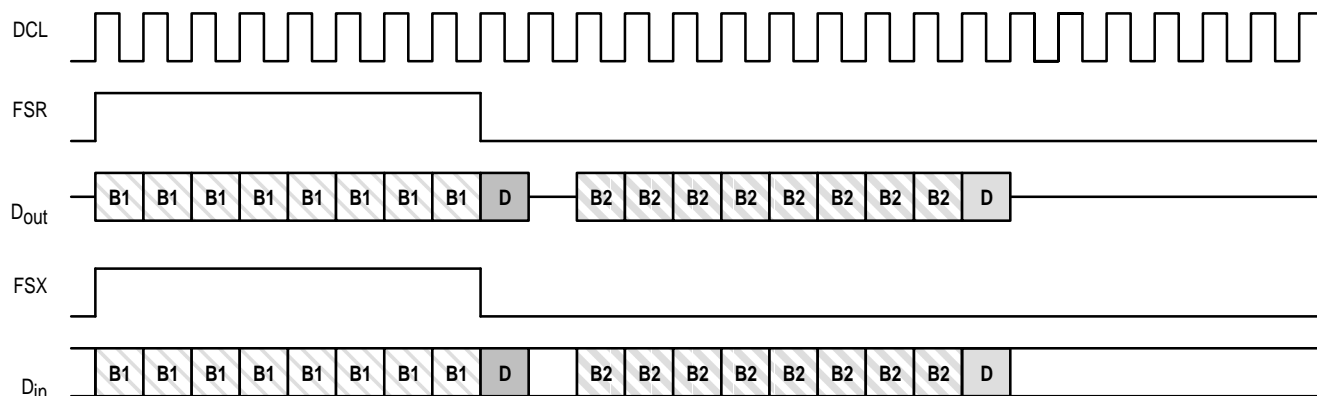 DCL
FSR
Dout B1 B1 B1 B1 B1 B1 B1 B1 D B2 B2 B2 B2 B2 B2 B2 B2 D
FSX
Din B1 B1 B1 B1 B1 B1 B1 B1 D B2 B2 B2 B2 B2 B2 B2 B2 D